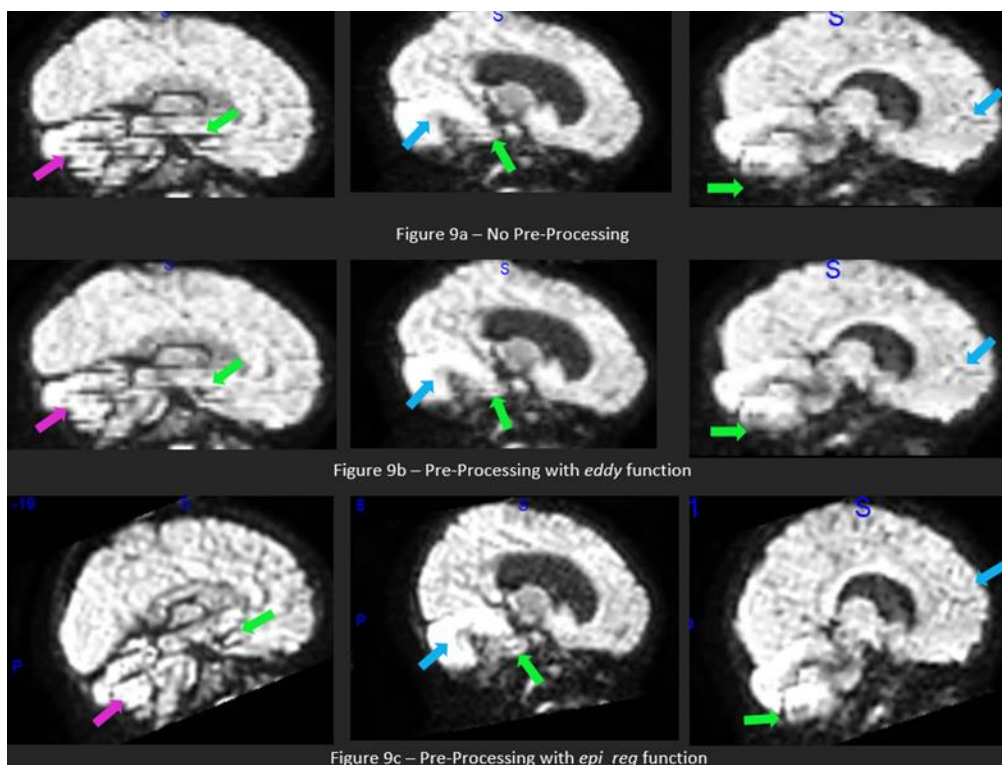 S S S
Figure 9a – No Pre-Processing
S S S
Figure 9b – Pre-Processing with eddy function
-19 8 S 1 S
P P
Figure 9c – Pre-Processing with epi_reg function